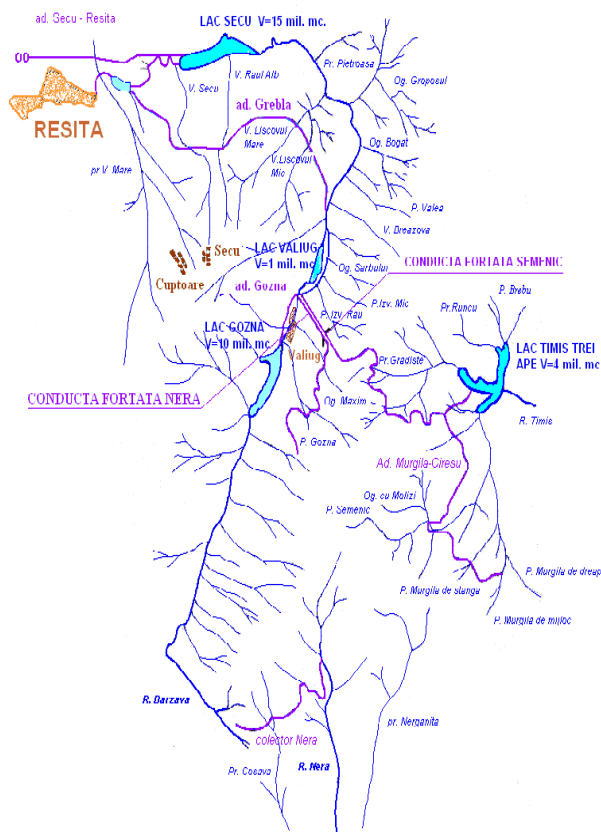 ad. Secu - Resita
LAC SECU V=15 mil. mc.
Pr. Pietroasa
Og. Groposul
V. Raul Alb
V. Secu
ad. Grebla
RESITA
V. Liscovul
Mare
Og. Bogat
V.Liscovul
Mic
pr V. Mare
P. Valea
V. Breazova
Secu
LAC VALIUG
V=1 mil. mc
Cuptoare
Og. Sarbului
CONDUCTA FORTATA SEMENIC
ad. Gozna
P. Brebu
P.Izv. Mic
Pr.Runcu
P.Izv. Rau
LAC GOZNA
V=10 mil. mc
Valiug
LAC TIMIS TREI
APE V=4 mil. mc
Pr.Gradiste
CONDUCTA FORTATA NERA
Og. Maxim
R. Timis
P. Gozna
Ad. Murgila-Ciresu
Og. cu Molizi
P. Semenic
P. Murgila de dreap
P. Murgila de stanga
P. Murgila de mijloc
R. Barzava
pr. Nerganita
colector Nera
Pr. Cosava
R. Nera